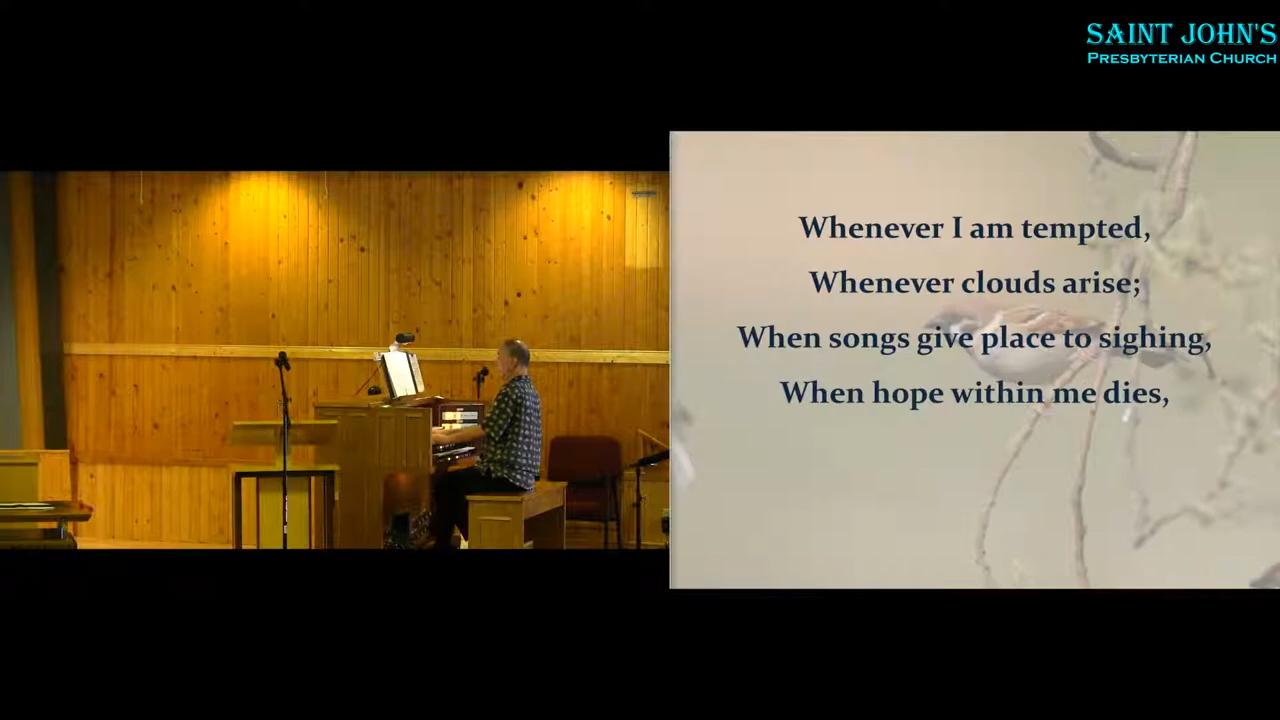 SAINT JOHN'S
PRESBYTERIAN CHURCH
Whenever I am tempted,
Whenever clouds arise;
When songs give place to sighing,
When hope within me dies,